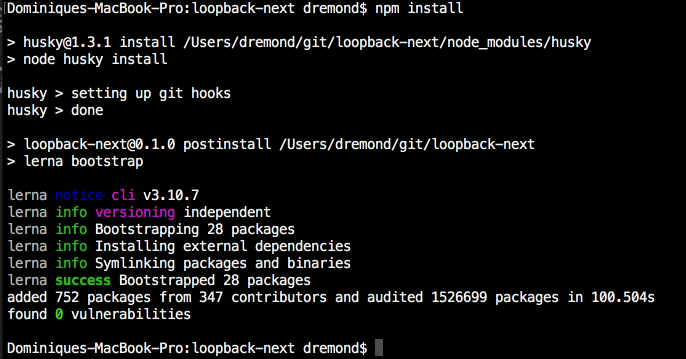 Dominiques-MacBook-Pro:loopback-next dremond$ npm install
> husky@1.3.1 install /Users/dremond/git/loopback-next/node_modules/husky
> node husky install
husky > setting up git hooks
husky > done
> loopback-next@0.1.0 postinstall /Users/dremond/git/loopback-next
> lerna bootstrap
lerna notice cli v3.10.7
lerna info versioning independent
lerna info Bootstrapping 28 packages
lerna info Installing external dependencies
lerna info Symlinking packages and binaries
lerna success Bootstrapped 28 packages
added 752 packages from 347 contributors and audited 1526699 packages in 100.504s
found 0 vulnerabilities
Dominiques-MacBook-Pro:loopback-next dremond$